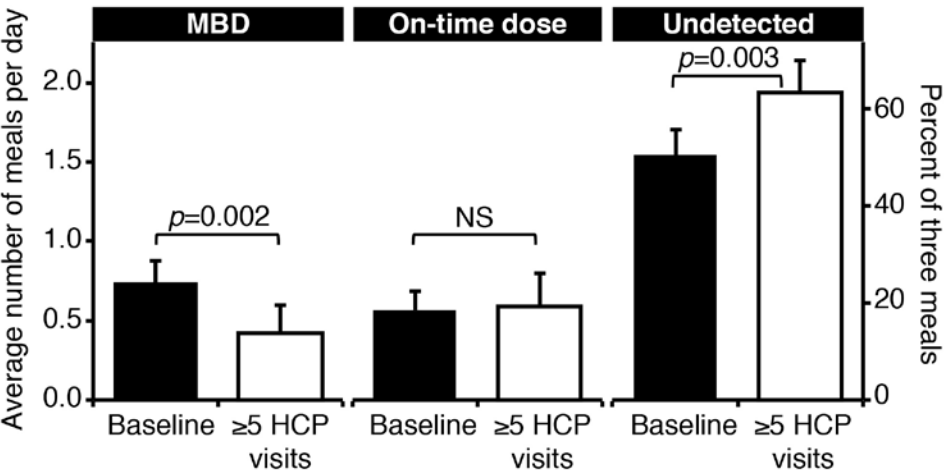 MBD
On-time dose
Undetected
Average number of meals per day
2.0
1.5
1.0
0.5
0.0
p=0.002
NS
p=0.003
60
40
20
0
Percent of three meals
Baseline
≥5 HCP
visits
Baseline
≥5 HCP
visits
Baseline
≥5 HCP
visits